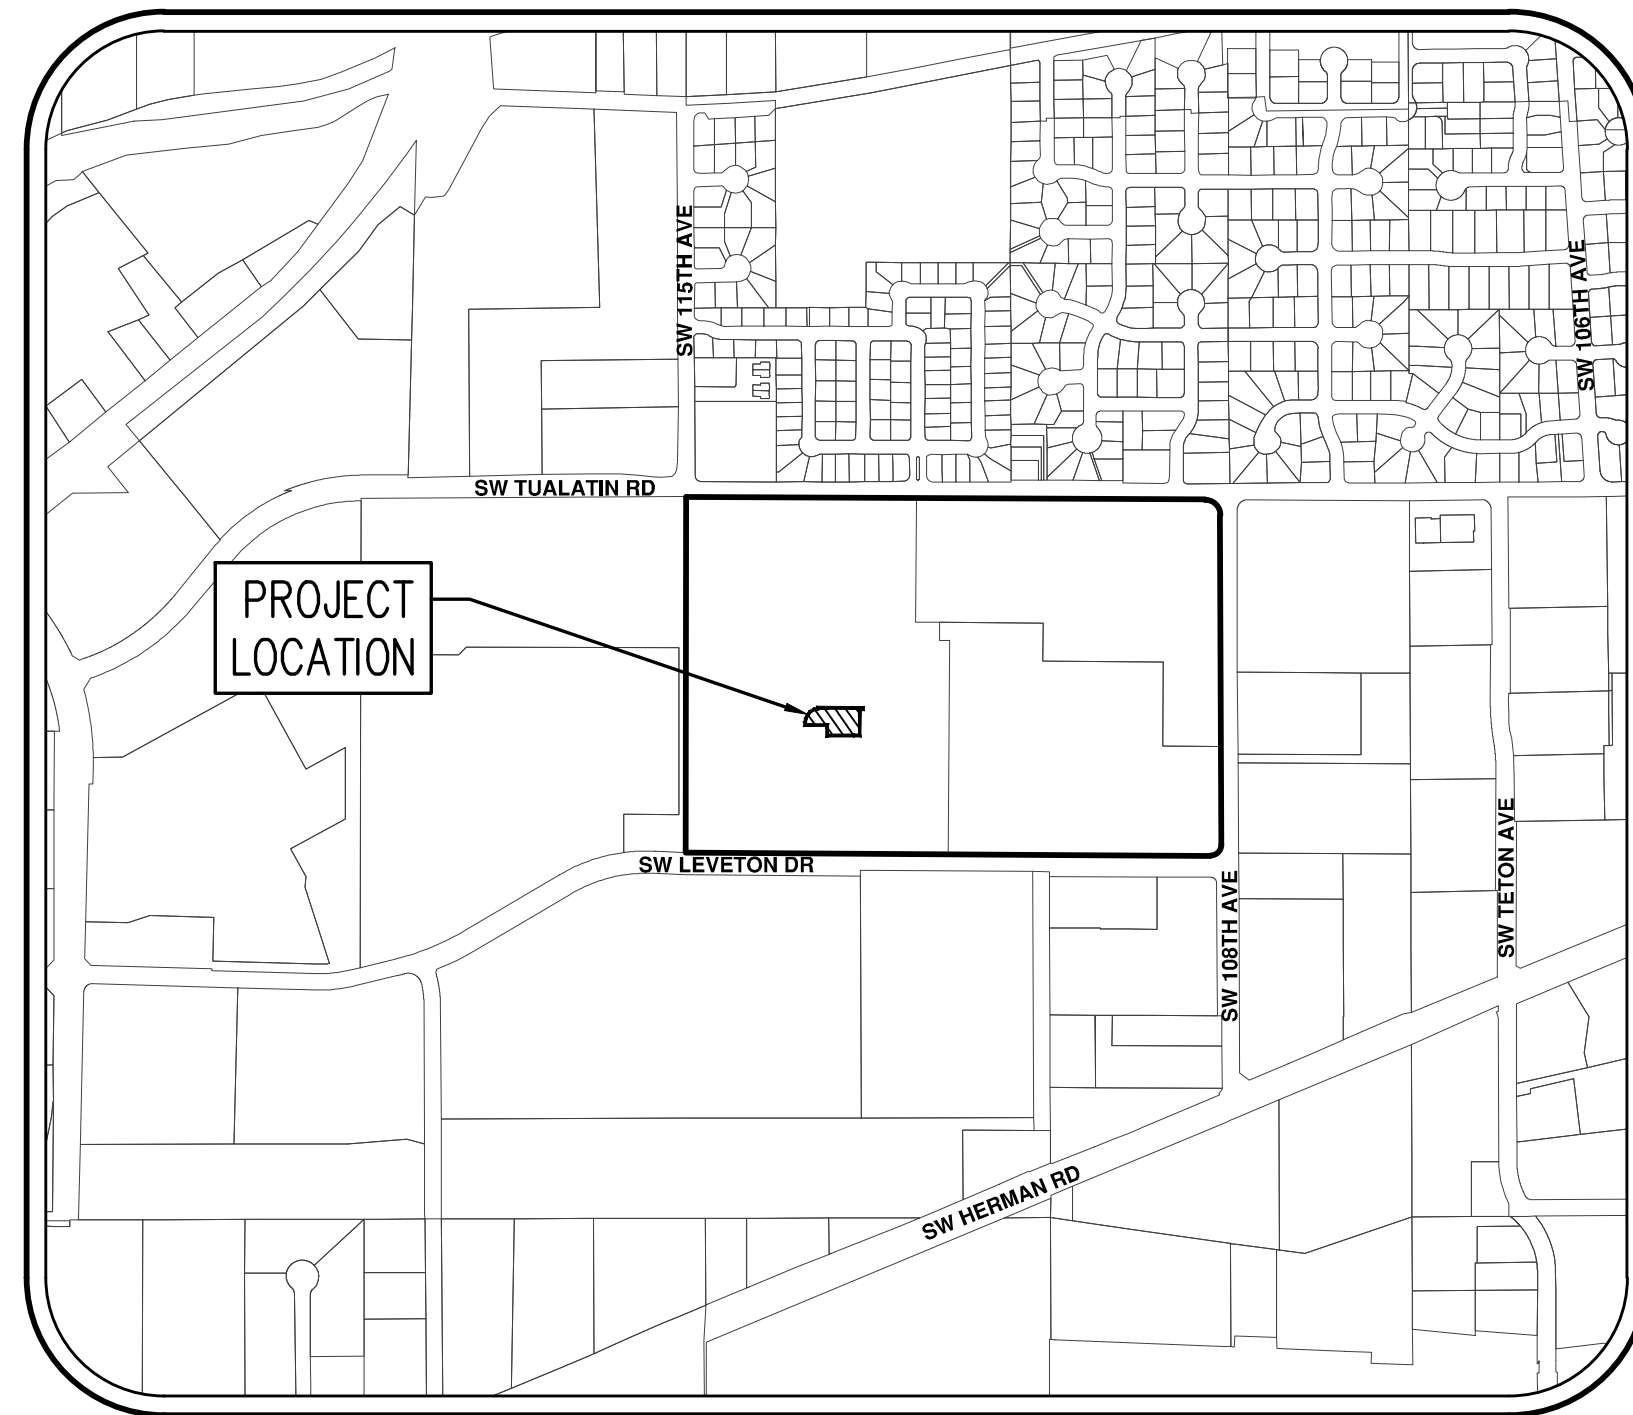 SW 115TH AVE
SW 106TH AVE
SW TUALATIN RD
PROJECT
LOCATION
SW LEVETON DR
SW TETON AVE
SW 108TH AVE
SW HERMAN RD